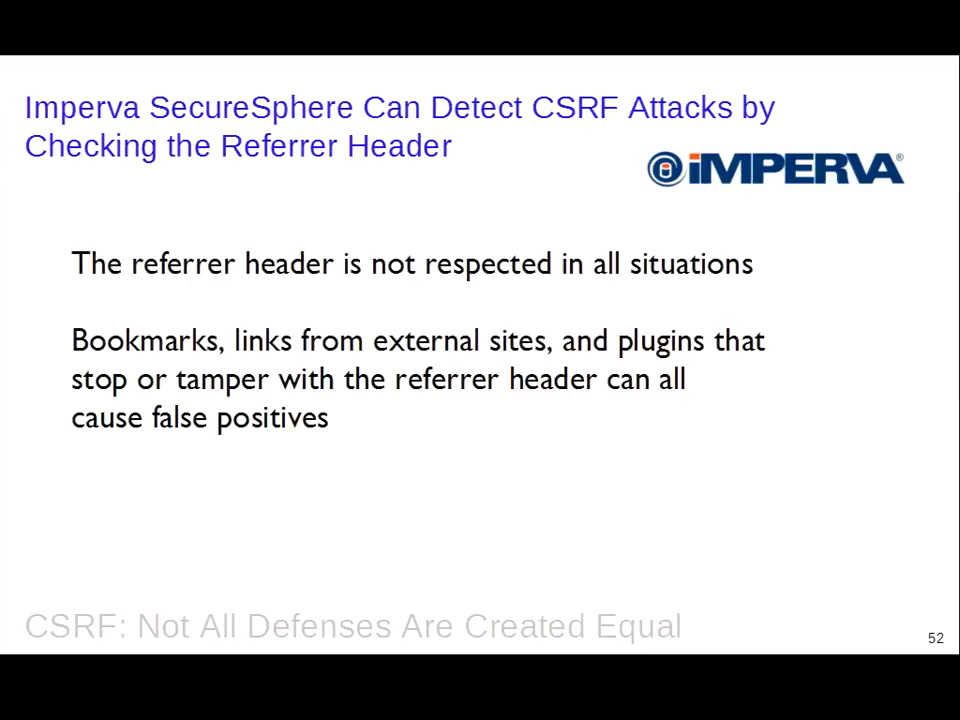 Imperva SecureSphere Can Detect CSRF Attacks by
Checking the Referrer Header
iMPERVA®
The referrer header is not respected in all situations
Bookmarks, links from external sites, and plugins that
stop or tamper with the referrer header can all
cause false positives
CSRF: Not All Defenses Are Created Equal
52